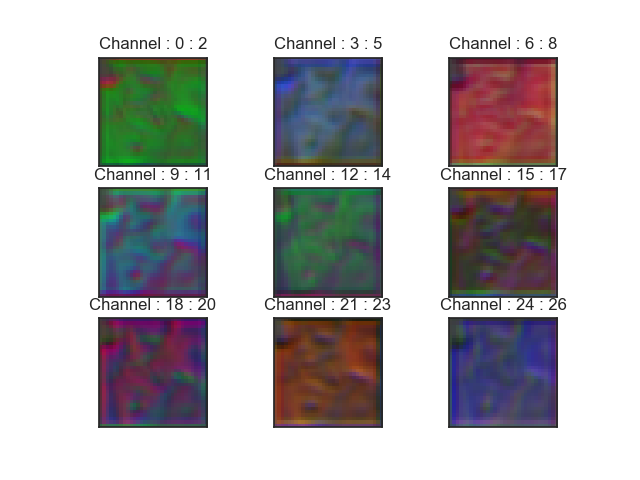 Channel : 0 : 2
Channel : 3 : 5
Channel : 6 : 8
Channel : 9 : 11
Channel : 12 : 14
Channel : 15 : 17
Channel : 18 : 20
Channel : 21 : 23
Channel : 24 : 26